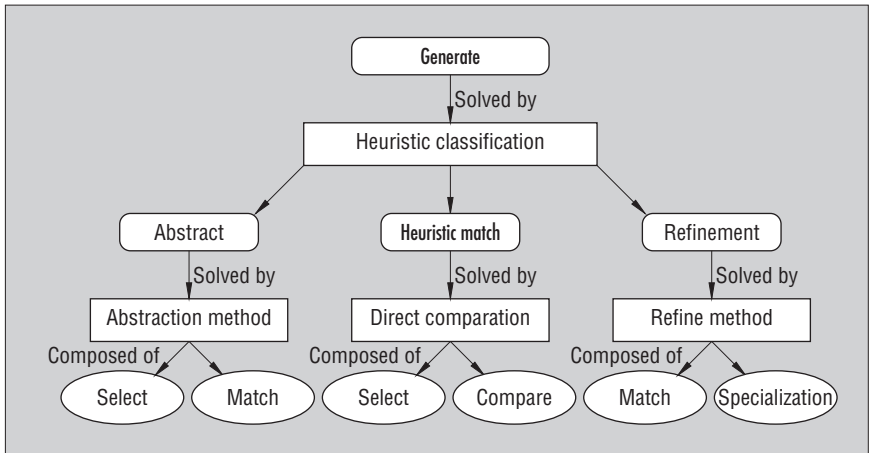 Generate
Solved by
Heuristic classification
Abstract
Heuristic match
Refinement
Solved by
Solved by
Solved by
Abstraction method
Direct comparation
Refine method
Composed of
Composed of
Composed of
Select
Match
Select
Compare
Match
Specialization